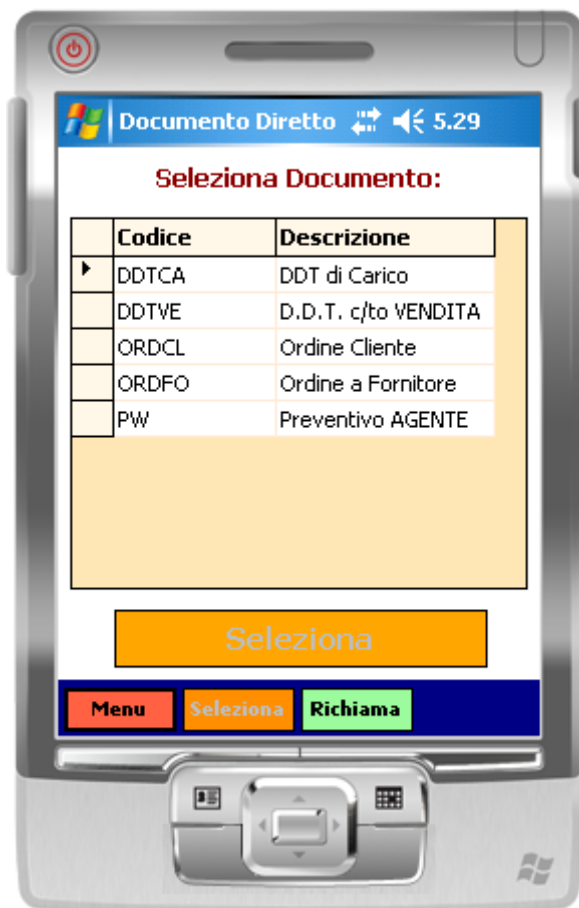 Documento Diretto 5.29
Seleziona Documento:
Codice Descrizione
DDTCA DDT di Carico
DDTVE D.D.T. c/to VENDITA
ORDCL Ordine Cliente
ORDFO Ordine a Fornitore
PW Preventivo AGENTE
Seleziona
Menu Seleziona Richiama